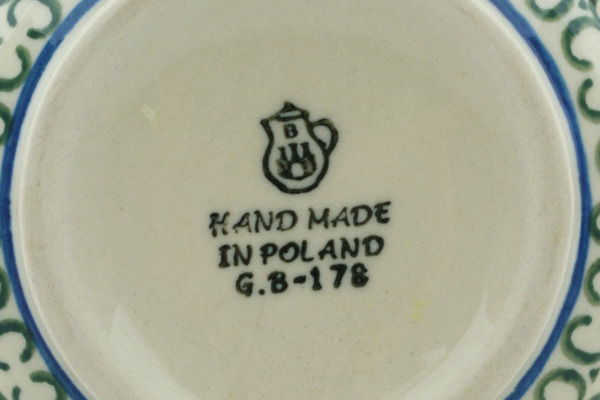 B
HAND MADE
IN POLAND
G.B-178